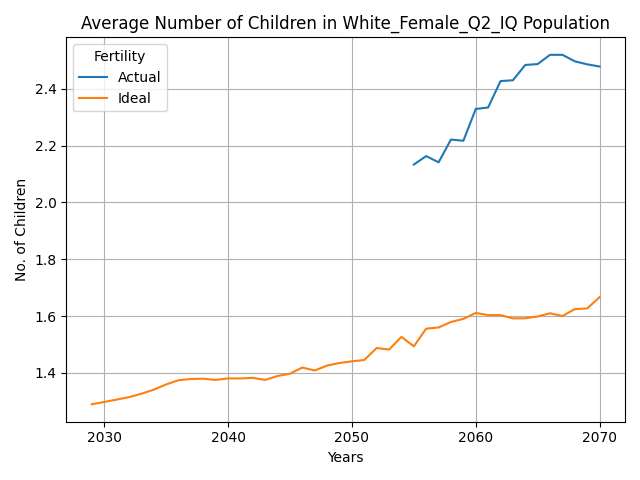 Average Number of Children in White_Female_Q2_IQ Population
Fertility
Actual
Ideal
No. of Children
2.4
2.2
2.0
1.8
1.6
1.4
2030
2040
2050
2060
2070
Years